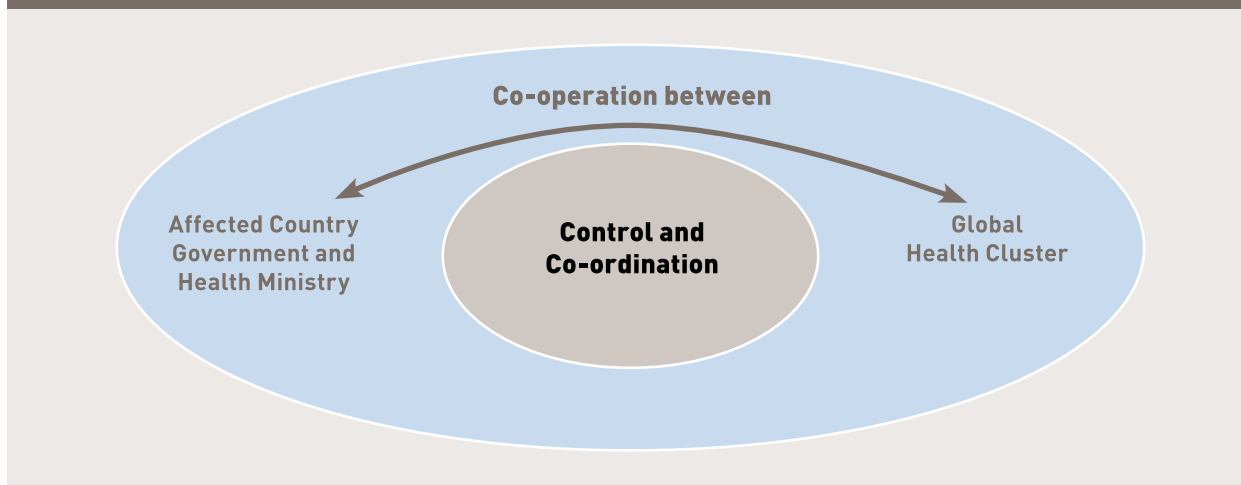 Co-operation between
Affected Country
Government and
Health Ministry
Control and
Co-ordination
Global
Health Cluster